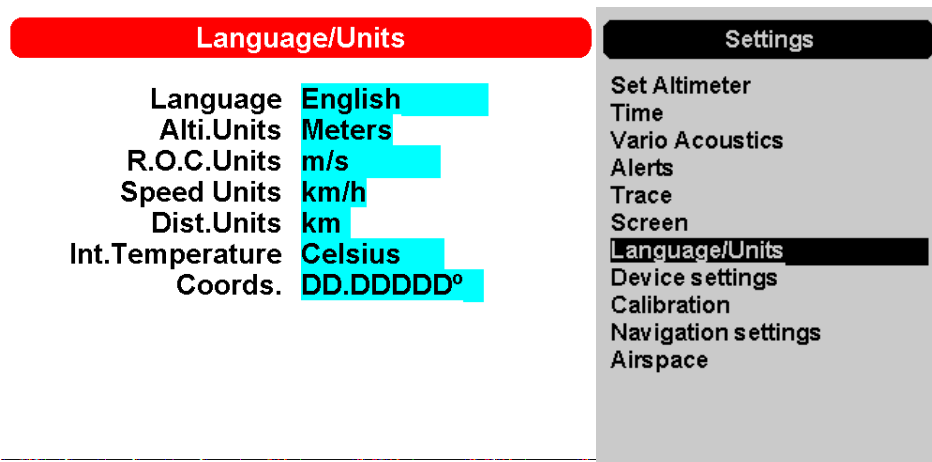 Language/Units
Language English
Alti.Units Meters
R.O.C.Units m/s
Speed Units km/h
Dist.Units km
Int.Temperature Celsius
Coords. DD.DDDDDº
Settings
Set Altimeter
Time
Vario Acoustics
Alerts
Trace
Screen
Language/Units
Device settings
Calibration
Navigation settings
Airspace